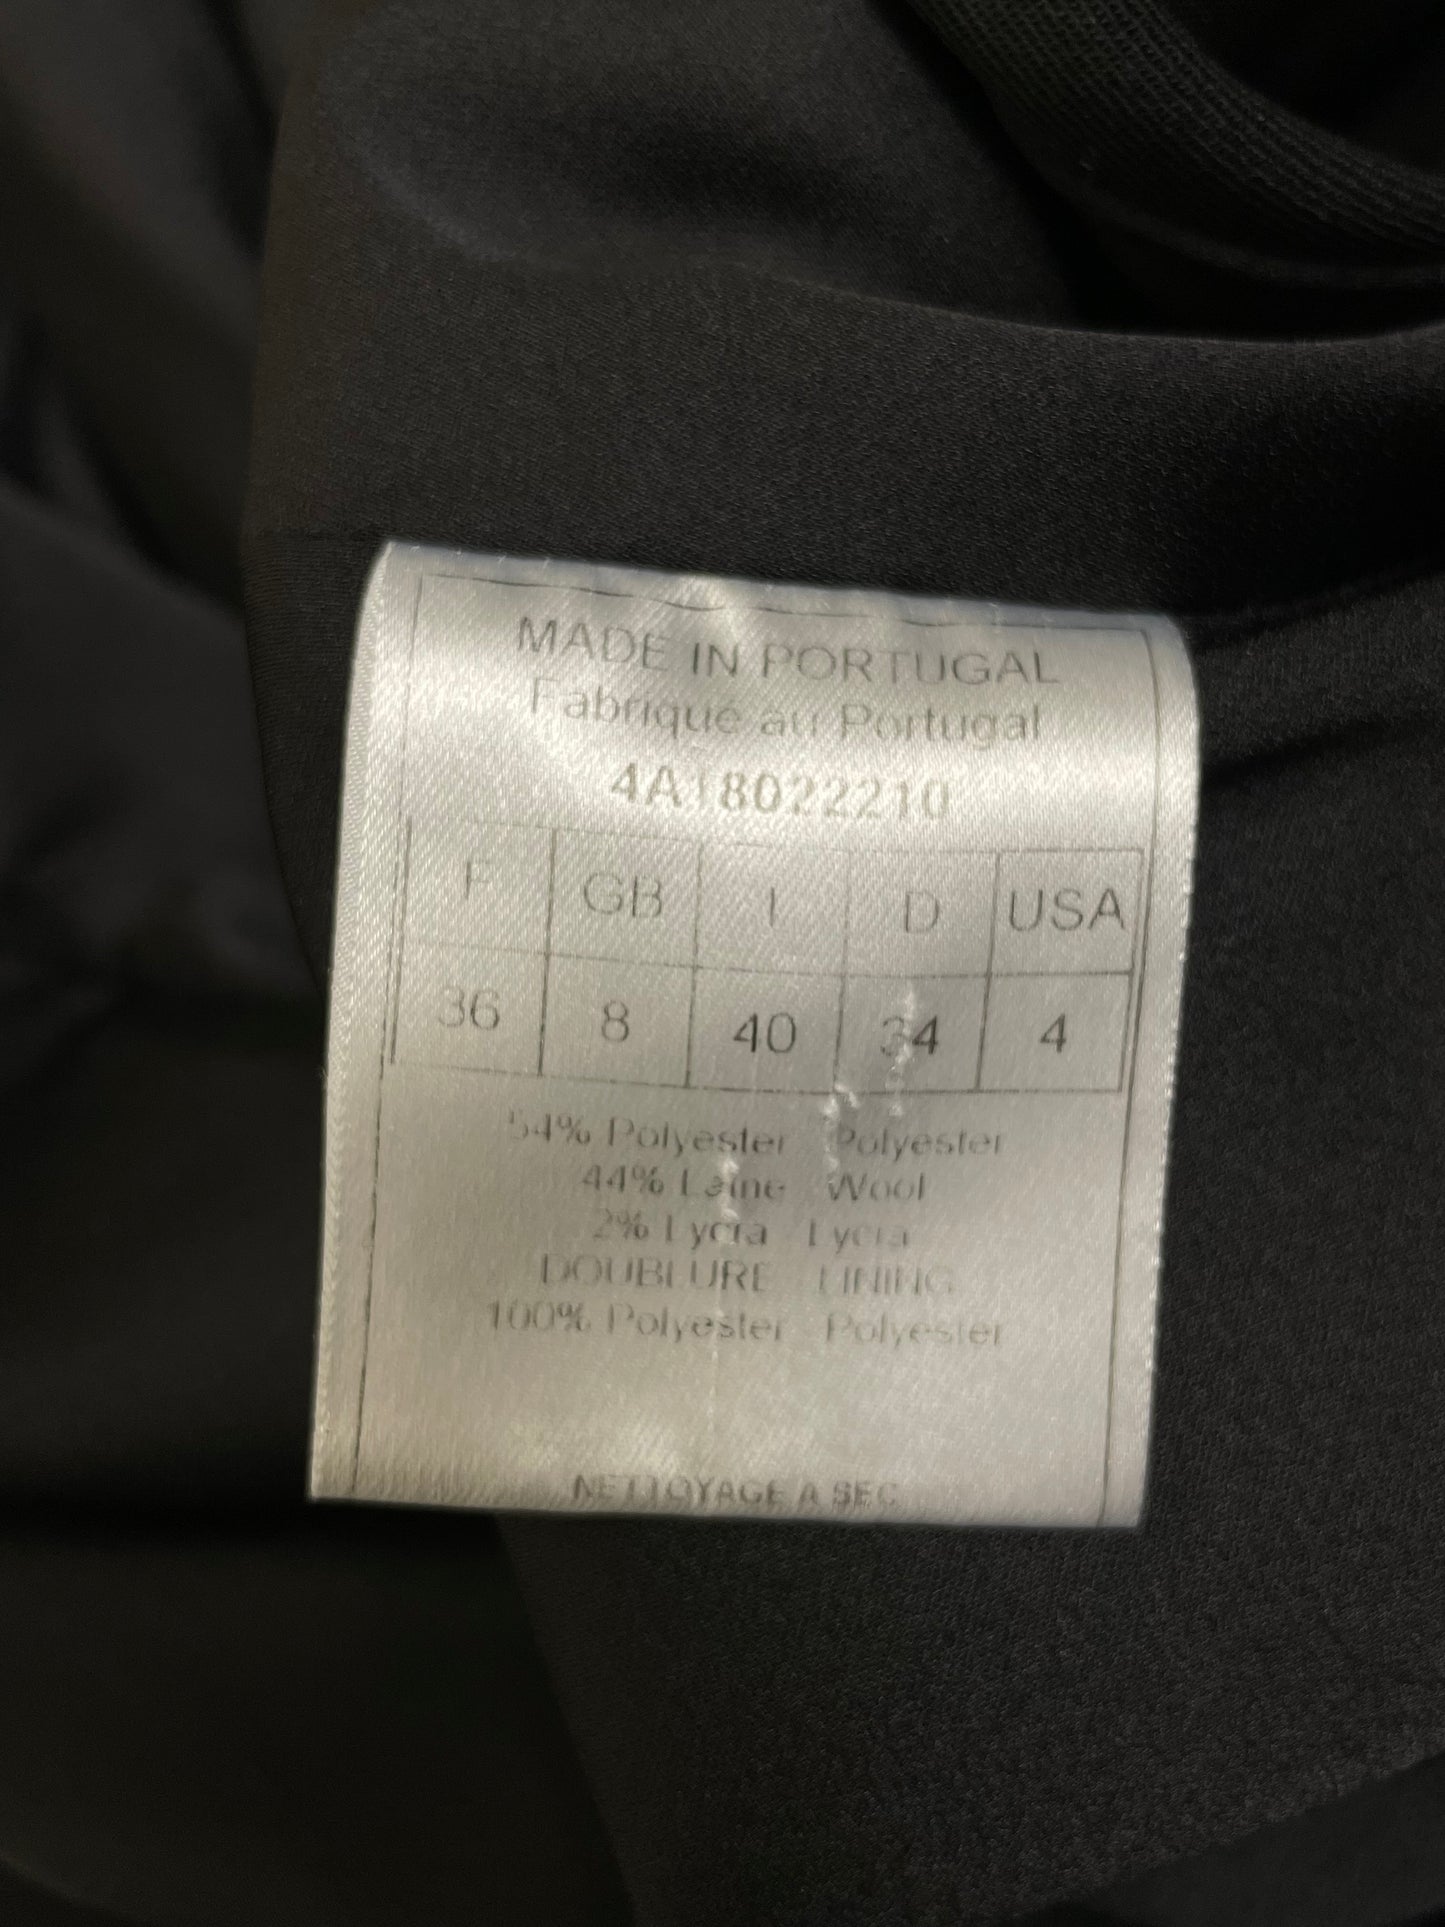 MADE IN PORTUGAL
Fabriqué au Portugal
4A18022210
F GB I D USA
36 8 40 34 4
54% Polyester Polyester
44% Laine Wool
2% Lycra Lycra
DOUBLURE LINING
100% Polyester Polyester
NETTOYAGE A SEC